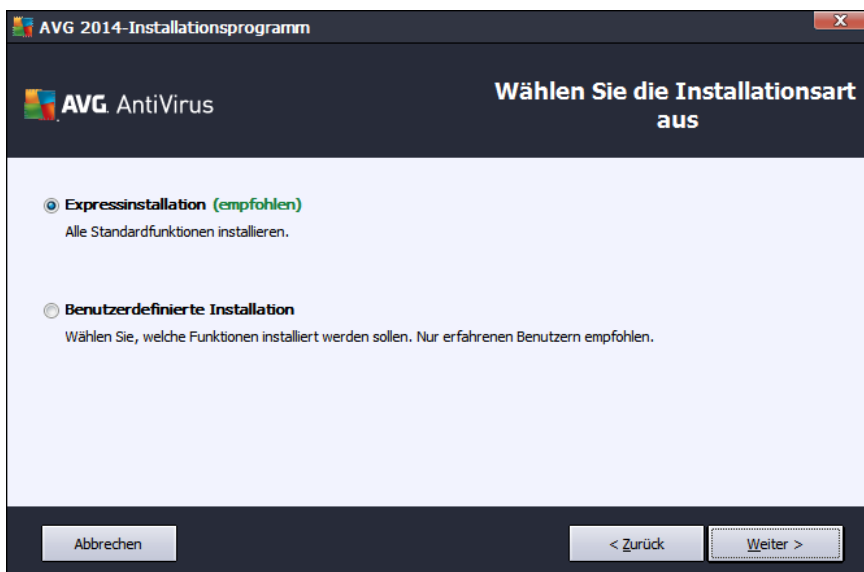 AVG 2014-Installationsprogramm
X
AVG. AntiVirus
Wählen Sie die Installationsart
aus
Expressinstallation (empfohlen)
Alle Standardfunktionen installieren.
Benutzerdefinierte Installation
Wählen Sie, welche Funktionen installiert werden sollen. Nur erfahrenen Benutzern empfohlen.
Abbrechen
< Zurück
Weiter >